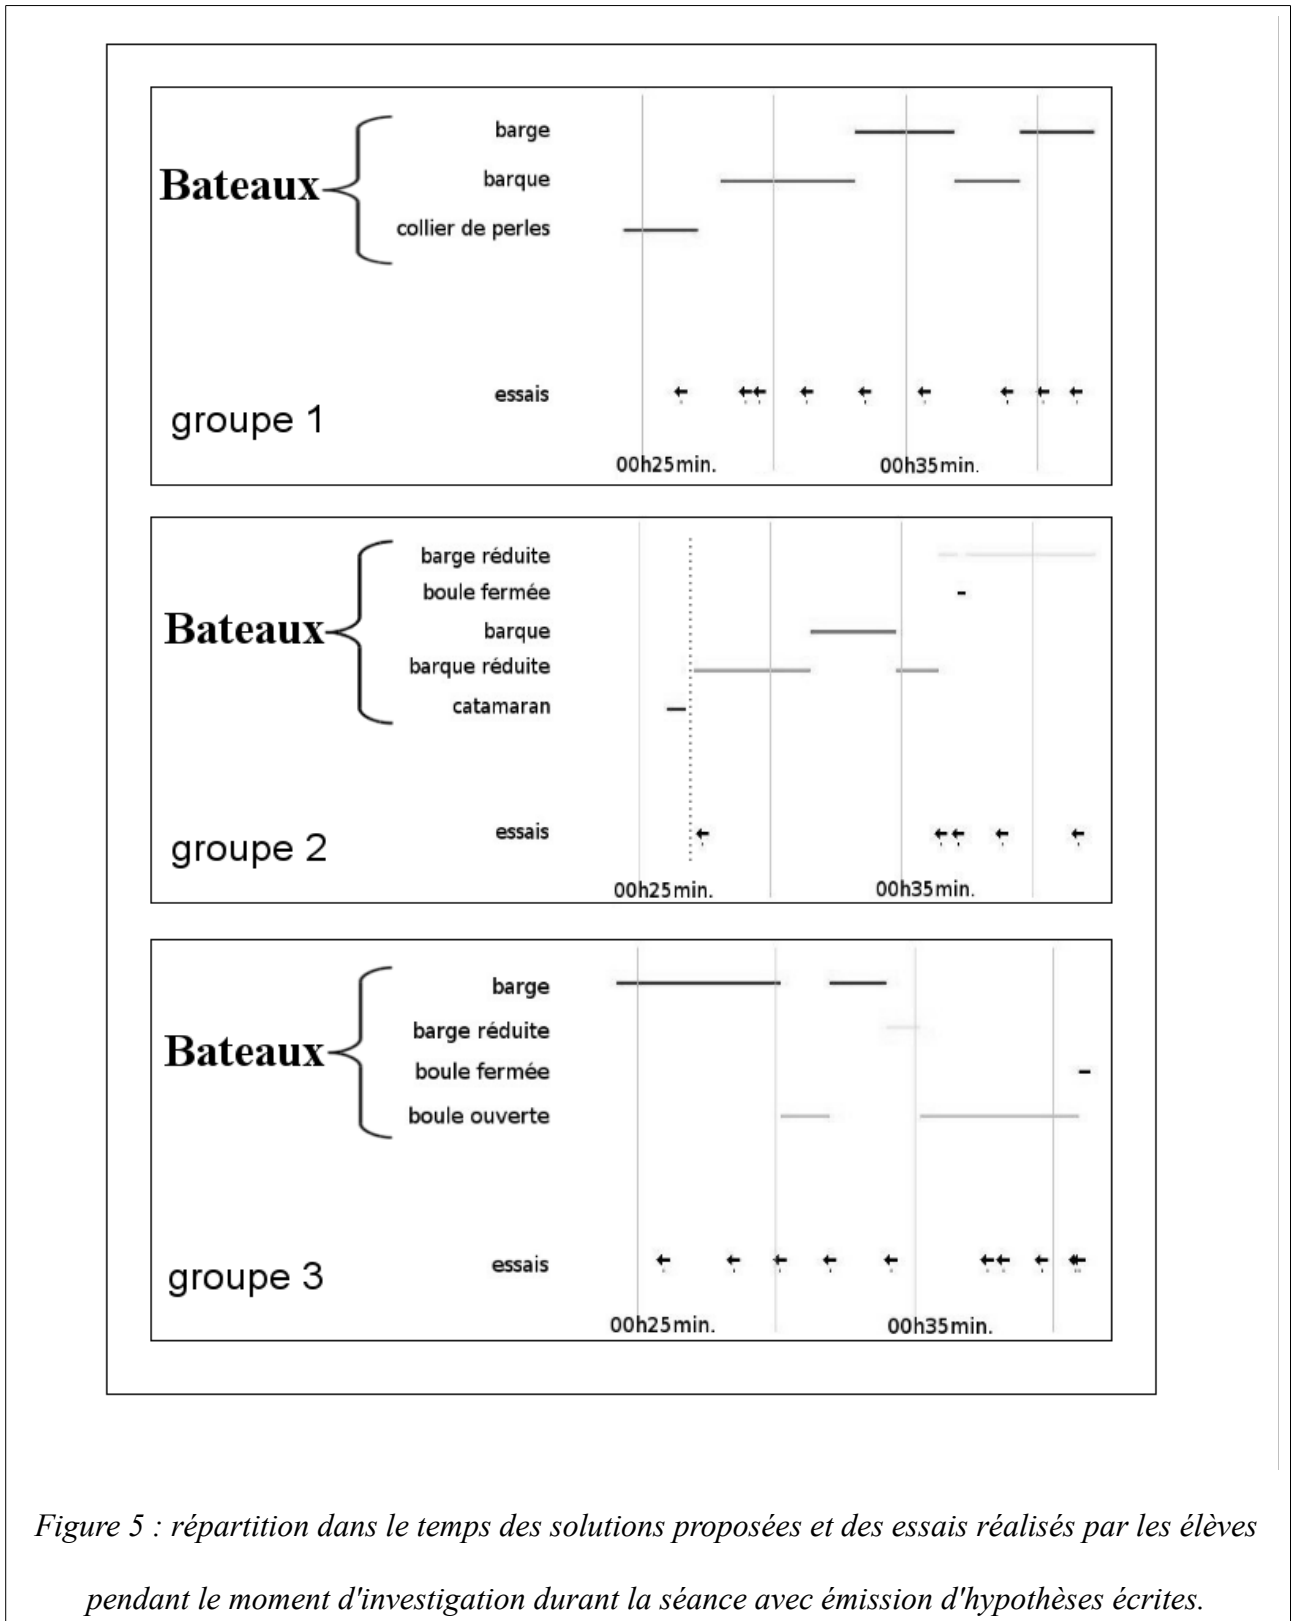 barge
Bateaux
barque
collier de perles
essais
groupe 1
00h25min.
00h35min.
barge réduite
boule fermée
Bateaux
barque
barque réduite
catamaran
essais
groupe 2
00h25min.
00h35min.
barge
barge réduite
Bateaux
boule fermée
boule ouverte
essais
groupe 3
00h25min.
00h35min.
Figure 5 : répartition dans le temps des solutions proposées et des essais réalisés par les élèves
pendant le moment d'investigation durant la séance avec émission d'hypothèses écrites.